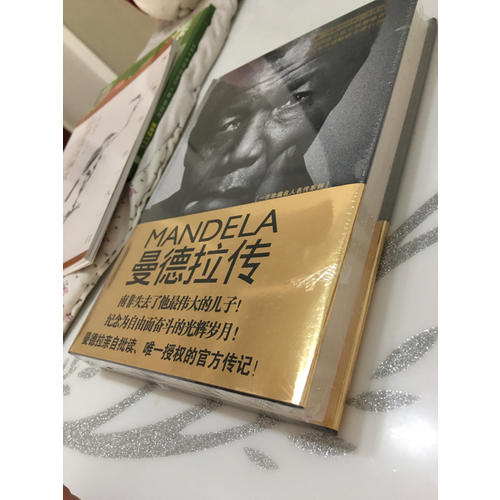 MANDELA
曼德拉传
南非失去了他最伟大的儿子!
纪念为自由而奋斗的光辉岁月!
曼德拉亲自批读、唯一授权的官方传记!